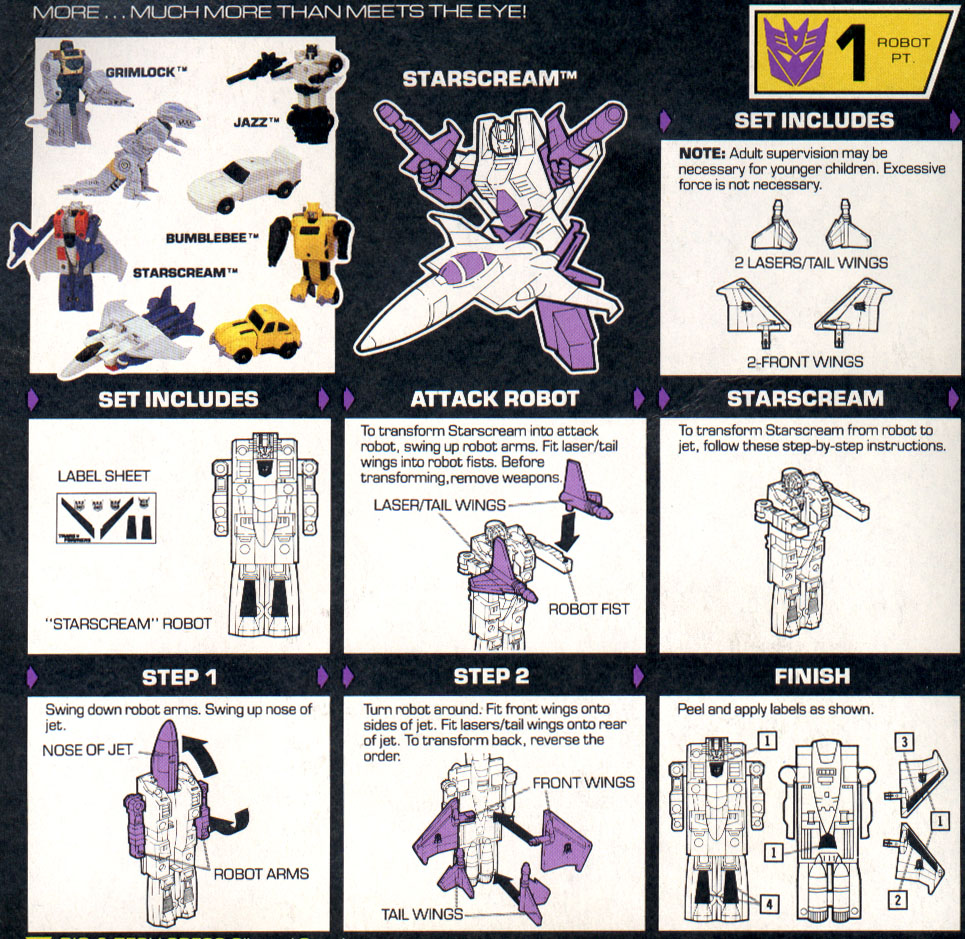 MORE... MUCH MORE THAN MEETS THE EYE!
GRIMLOCK™
JAZZ™
BUMBLEBEE™
STARSCREAM™
STARSCREAM™
1 ROBOT
PT.
SET INCLUDES
NOTE: Adult supervision may be
necessary for younger children. Excessive
force is not necessary.
2 LASERS/TAIL WINGS
2-FRONT WINGS
SET INCLUDES
LABEL SHEET
"STARSCREAM" ROBOT
ATTACK ROBOT
To transform Starscream into attack
robot, swing up robot arms. Fit laser/tail
wings into robot fists. Before
transforming, remove weapons.
LASER/TAIL WINGS
ROBOT FIST
STARSCREAM
To transform Starscream from robot to
jet, follow these step-by-step instructions.
STEP 1
Swing down robot arms. Swing up nose of
jet.
NOSE OF JET
ROBOT ARMS
STEP 2
Turn robot around. Fit front wings onto
sides of jet. Fit lasers/tail wings onto rear
of jet. To transform back, reverse the
order.
FRONT WINGS
TAIL WINGS
FINISH
Peel and apply labels as shown.
1
3
1
1
4
2